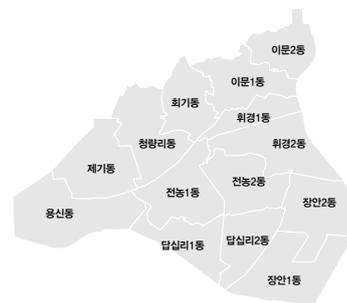 이문2동
이문1동
회기동
휘경1동
청량리동
휘경2동
제기동
전농2동
전농1동
장안2동
용신동
답십리1동
답십리2동
장안1동